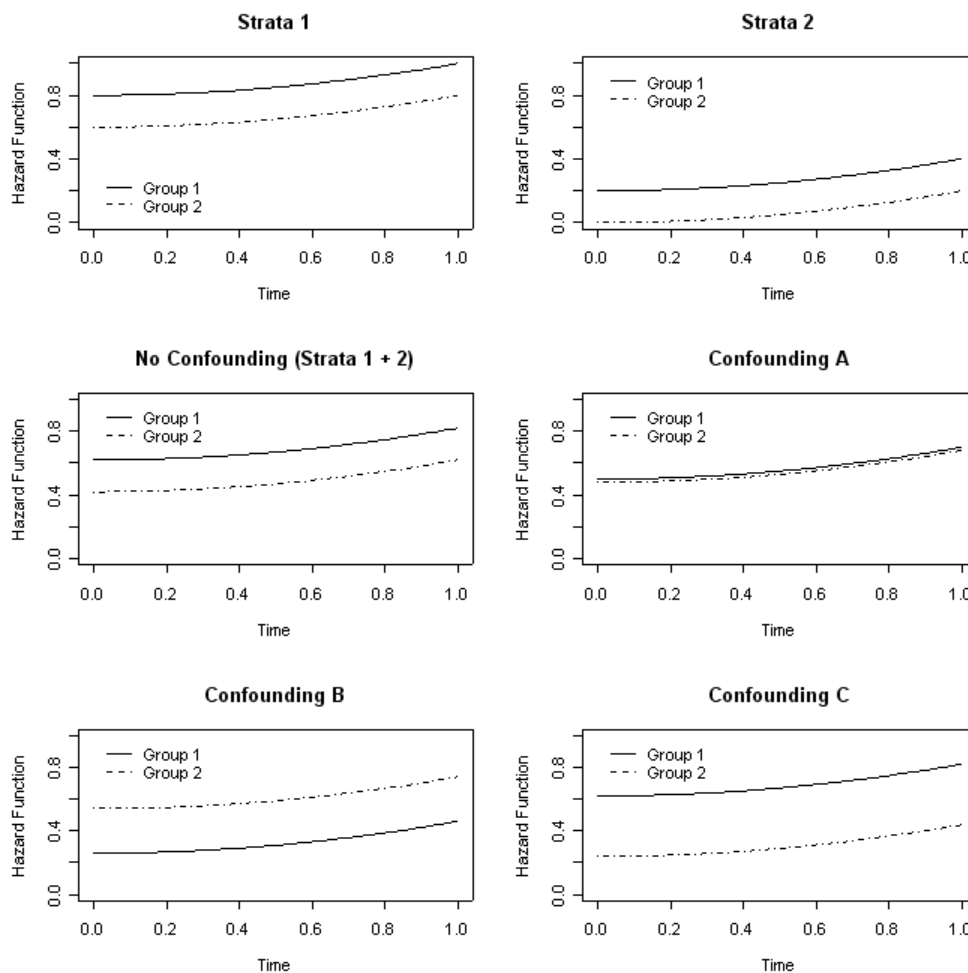 Strata 1
Hazard Function
0.8
0.4
0.0
Group 1
Group 2
0.0 0.2 0.4 0.6 0.8 1.0
Time
Strata 2
Hazard Function
0.8
0.4
0.0
Group 1
Group 2
0.0 0.2 0.4 0.6 0.8 1.0
Time
No Confounding (Strata 1 + 2)
Hazard Function
0.8
0.4
0.0
Group 1
Group 2
0.0 0.2 0.4 0.6 0.8 1.0
Time
Confounding A
Hazard Function
0.8
0.4
0.0
Group 1
Group 2
0.0 0.2 0.4 0.6 0.8 1.0
Time
Confounding B
Hazard Function
0.8
0.4
0.0
Group 1
Group 2
0.0 0.2 0.4 0.6 0.8 1.0
Time
Confounding C
Hazard Function
0.8
0.4
0.0
Group 1
Group 2
0.0 0.2 0.4 0.6 0.8 1.0
Time